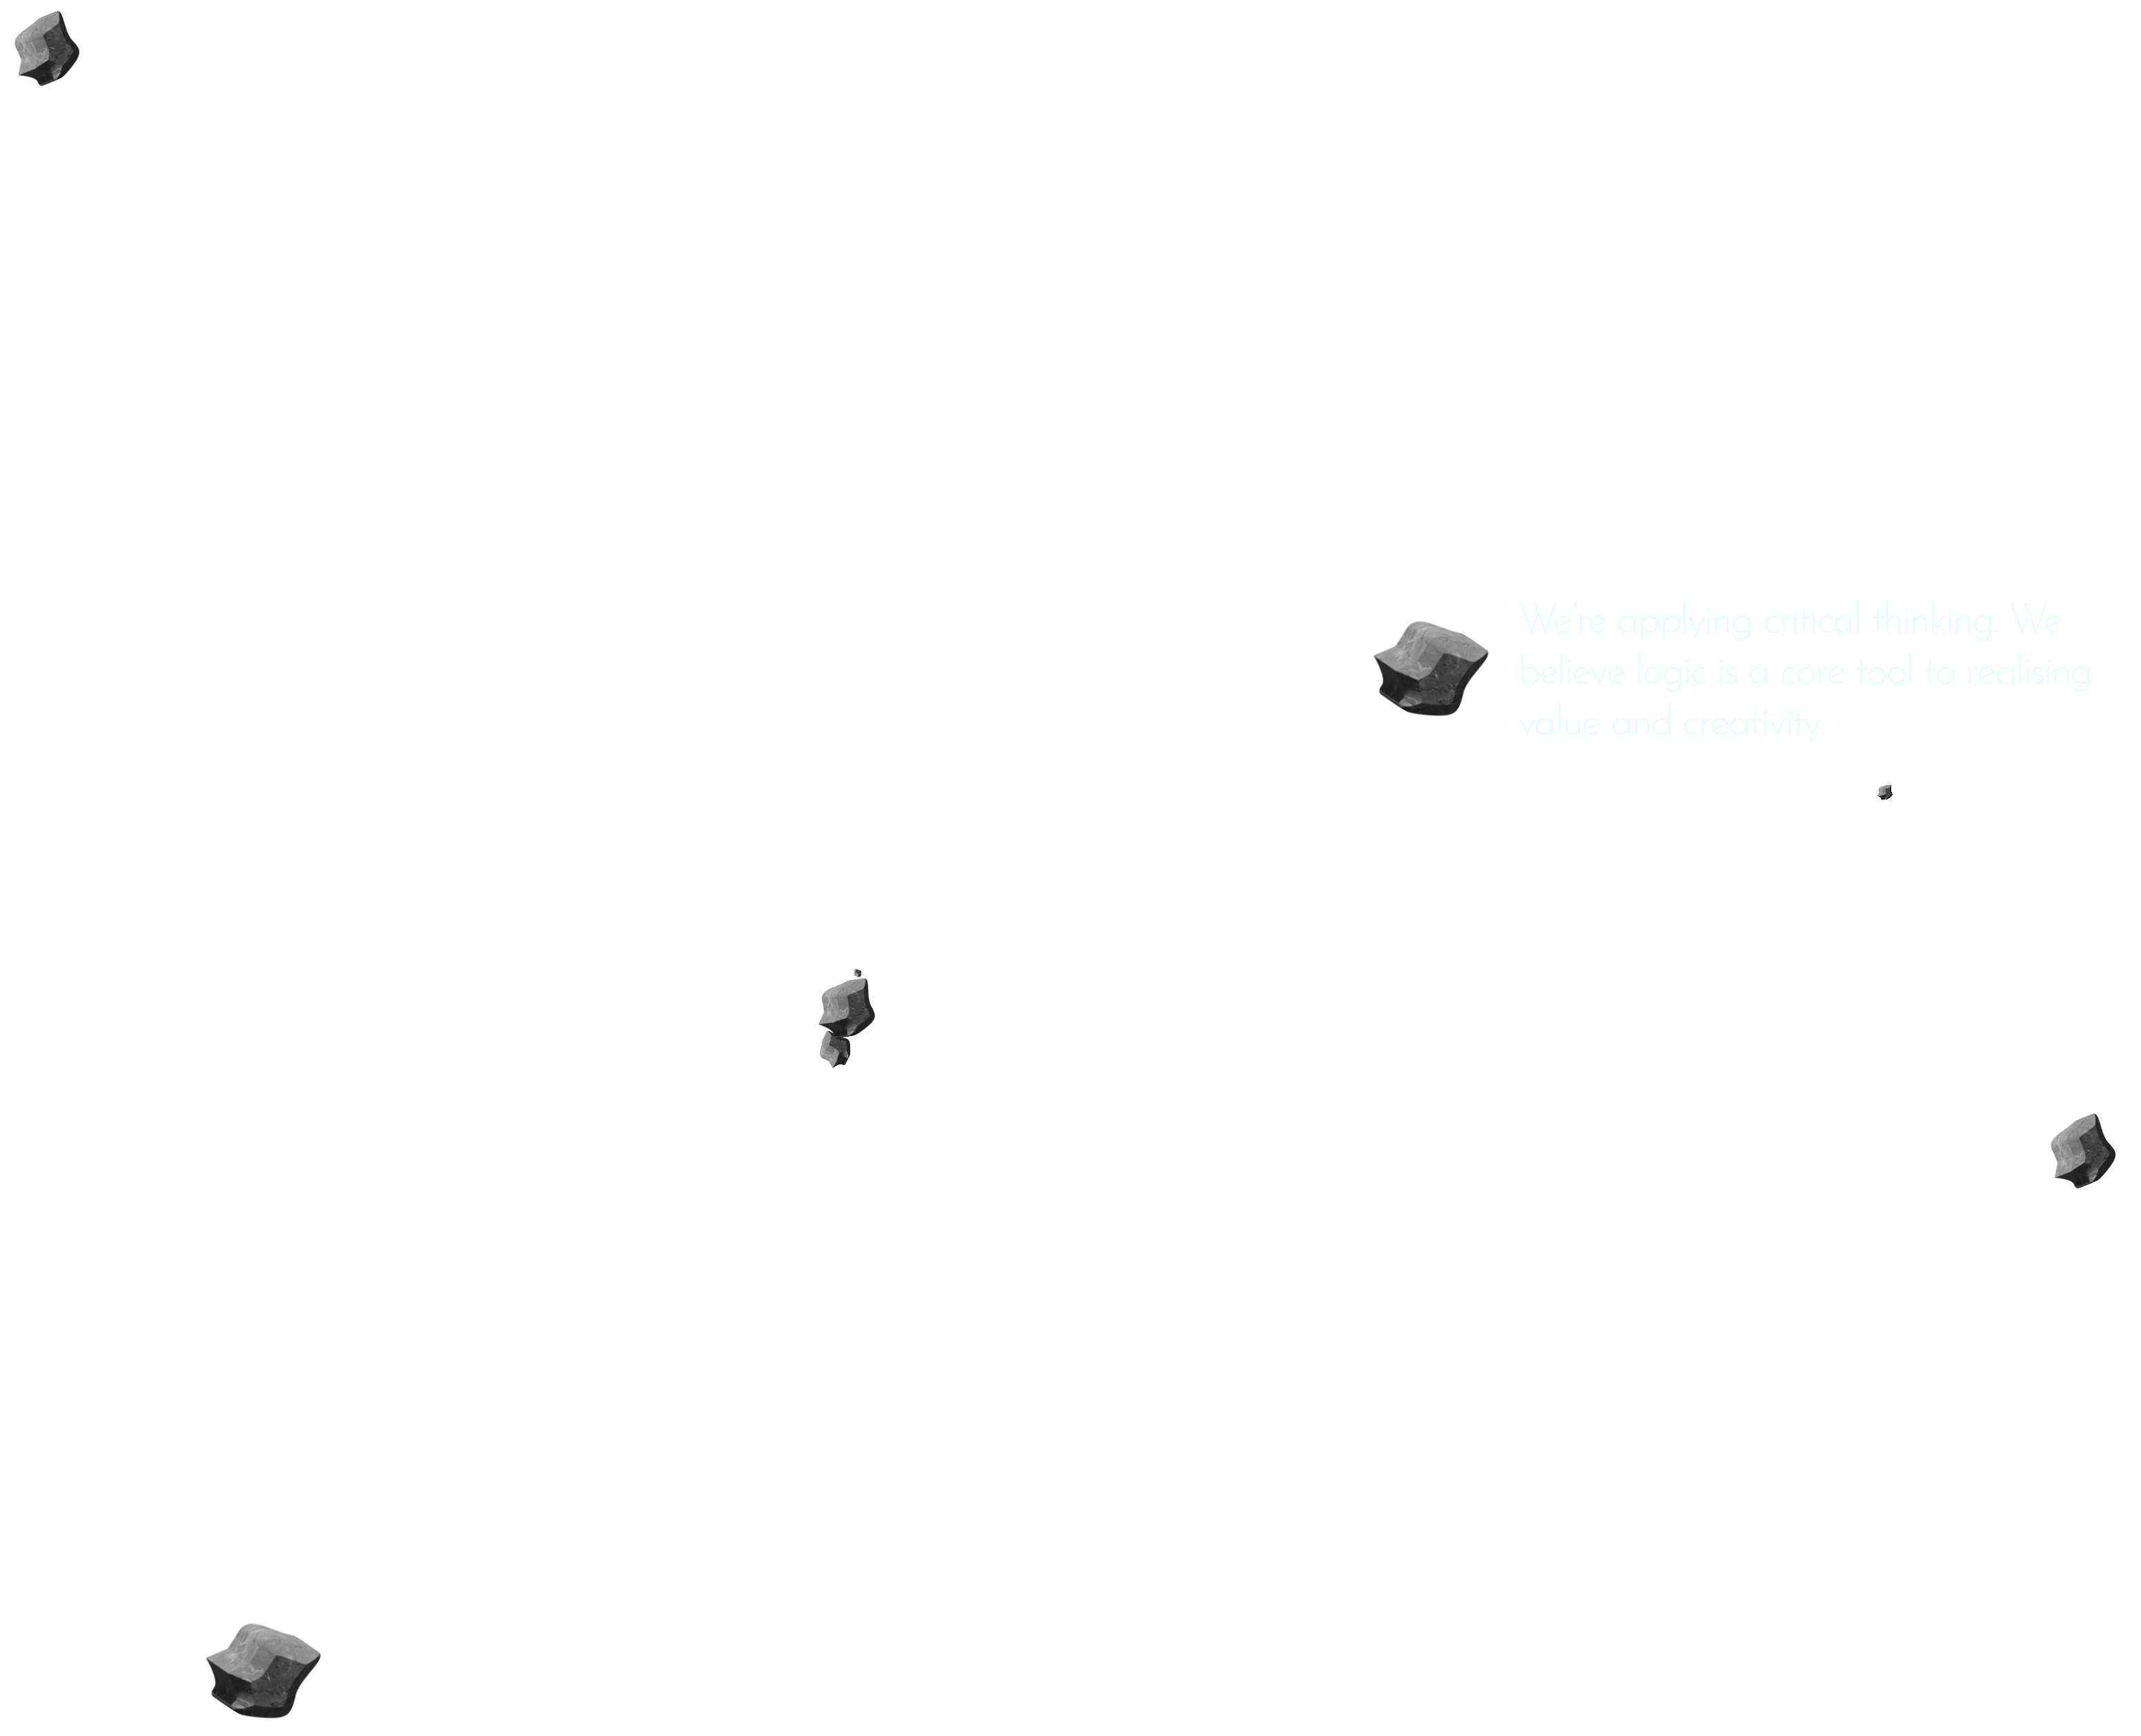 We're applying critical thinking. We
believe logic is a core tool to realising
value and creativity.